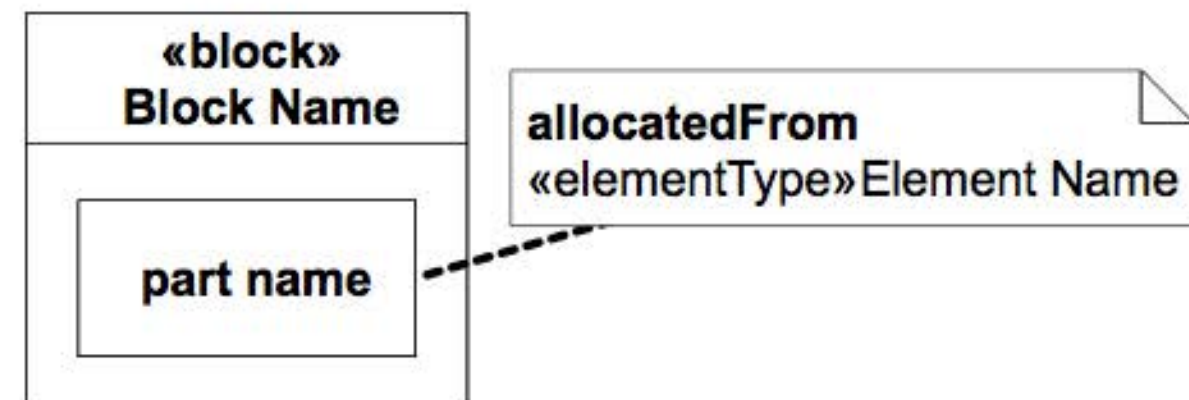 «block»
Block Name
allocatedFrom
«elementType»Element Name
part name